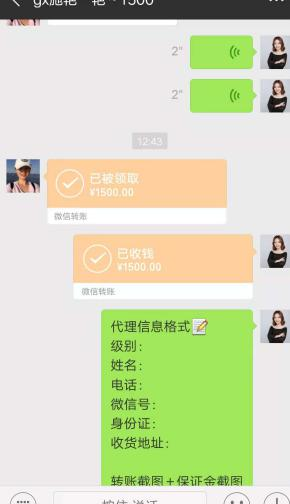 2"
2"
12:43
已被领取
¥1500.00
微信转账
已收钱
¥1500.00
微信转账
代理信息格式📝
级别：
姓名：
电话：
微信号：
身份证：
收货地址：
转账截图＋保证金截图